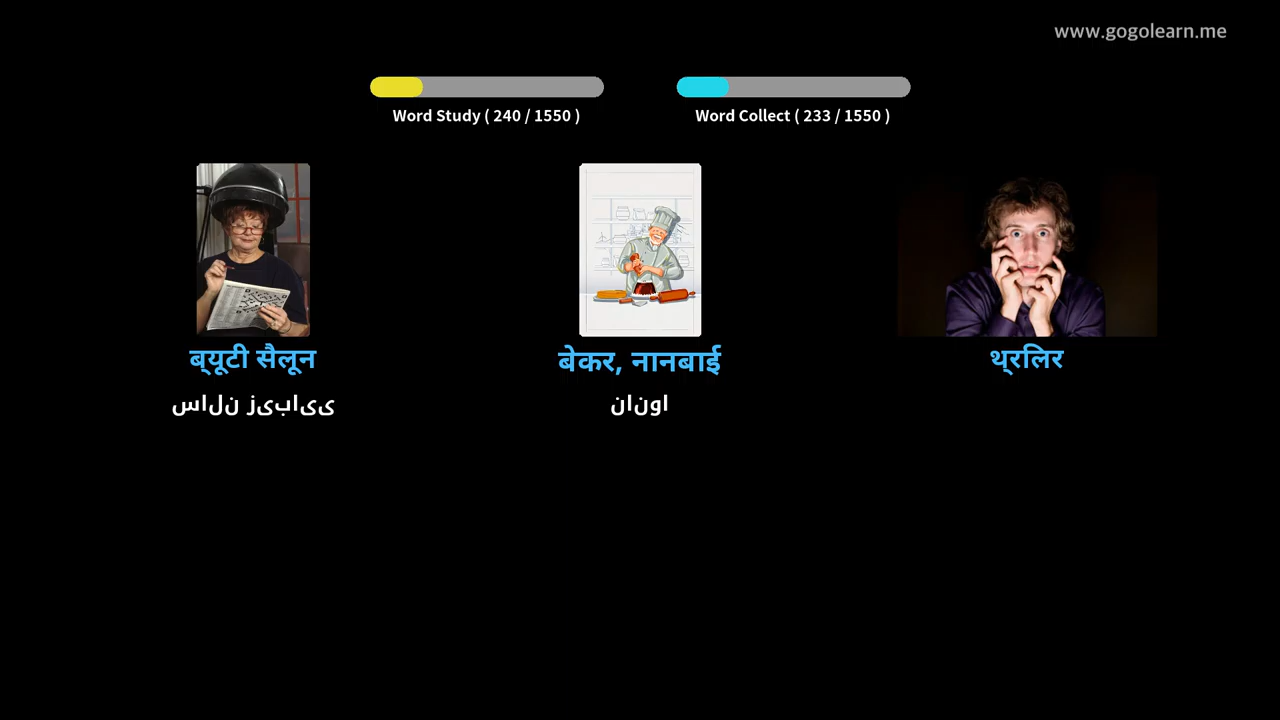 www.gogolearn.me
Word Study ( 240 / 1550 )
Word Collect ( 233 / 1550 )
ब्यूटी सैलून
बेकर, नानबाई
थ्रलिर
سالن زیبایی
نانوا